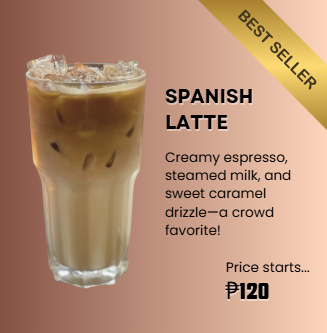 BEST SELLER
SPANISH
LATTE
Creamy espresso,
steamed milk, and
sweet caramel
drizzle—a crowd
favorite!
Price starts...
₱120